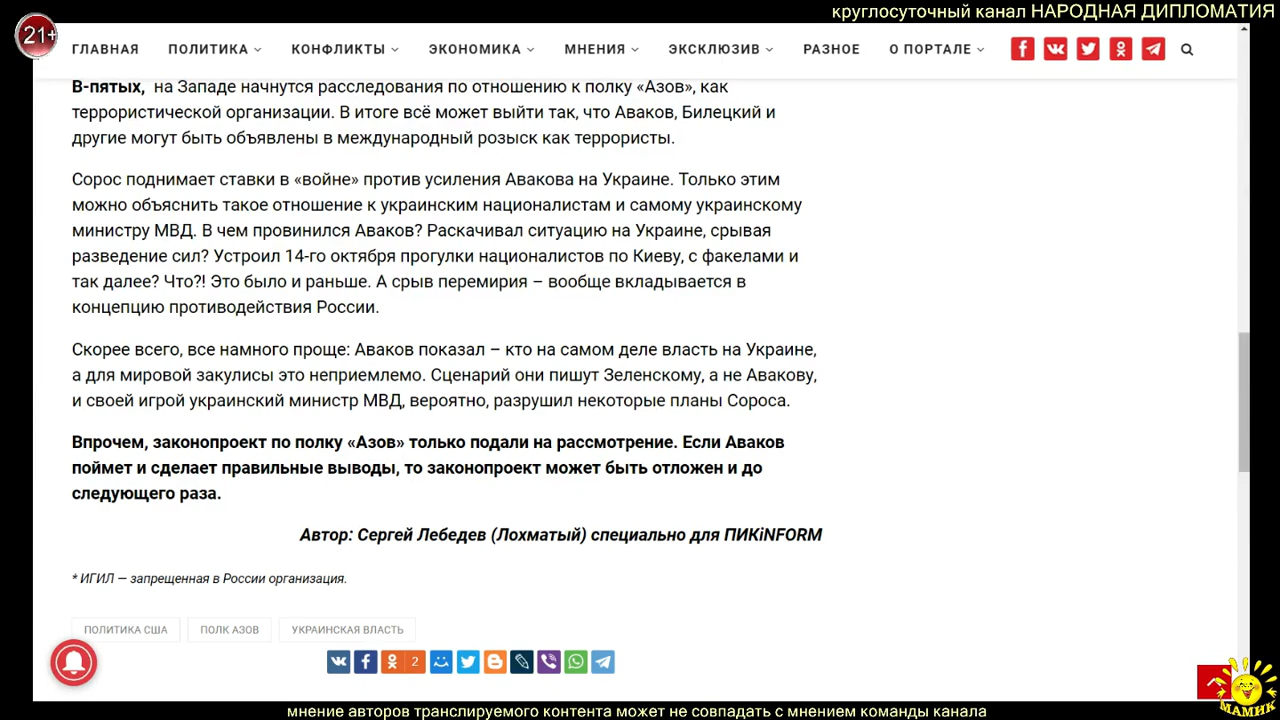 круглосуточный канал НАРОДНАЯ ДИПЛОМАТИЯ
21+
ГЛАВНАЯ ПОЛИТИКА КОНФЛИКТЫ ЭКОНОМИКА МНЕНИЯ ЭКСКЛЮЗИВ РАЗНОЕ О ПОРТАЛЕ
В-пятых, на Западе начнутся расследования по отношению к полку «Азов», как
террористической организации. В итоге всё может выйти так, что Аваков, Билецкий и
другие могут быть объявлены в международный розыск как террористы.
Сорос поднимает ставки в «войне» против усиления Авакова на Украине. Только этим
можно объяснить такое отношение к украинским националистам и самому украинскому
министру МВД. В чем провинился Аваков? Раскачивал ситуацию на Украине, срывая
разведение сил? Устроил 14-го октября прогулки националистов по Киеву, с факелами и
так далее? Что?! Это было и раньше. А срыв перемирия – вообще вкладывается в
концепцию противодействия России.
Скорее всего, все намного проще: Аваков показал – кто на самом деле власть на Украине,
а для мировой закулисы это неприемлемо. Сценарий они пишут Зеленскому, а не Авакову,
и своей игрой украинский министр МВД, вероятно, разрушил некоторые планы Сороса.
Впрочем, законопроект по полку «Азов» только подали на рассмотрение. Если Аваков
поймет и сделает правильные выводы, то законопроект может быть отложен и до
следующего раза.
Автор: Сергей Лебедев (Лохматый) специально для ПИКiNFORM
* ИГИЛ — запрещенная в России организация.
ПОЛИТИКА США ПОЛК АЗОВ УКРАИНСКАЯ ВЛАСТЬ
2
МАМИК
мнение авторов транслируемого контента может не совпадать с мнением команды канала